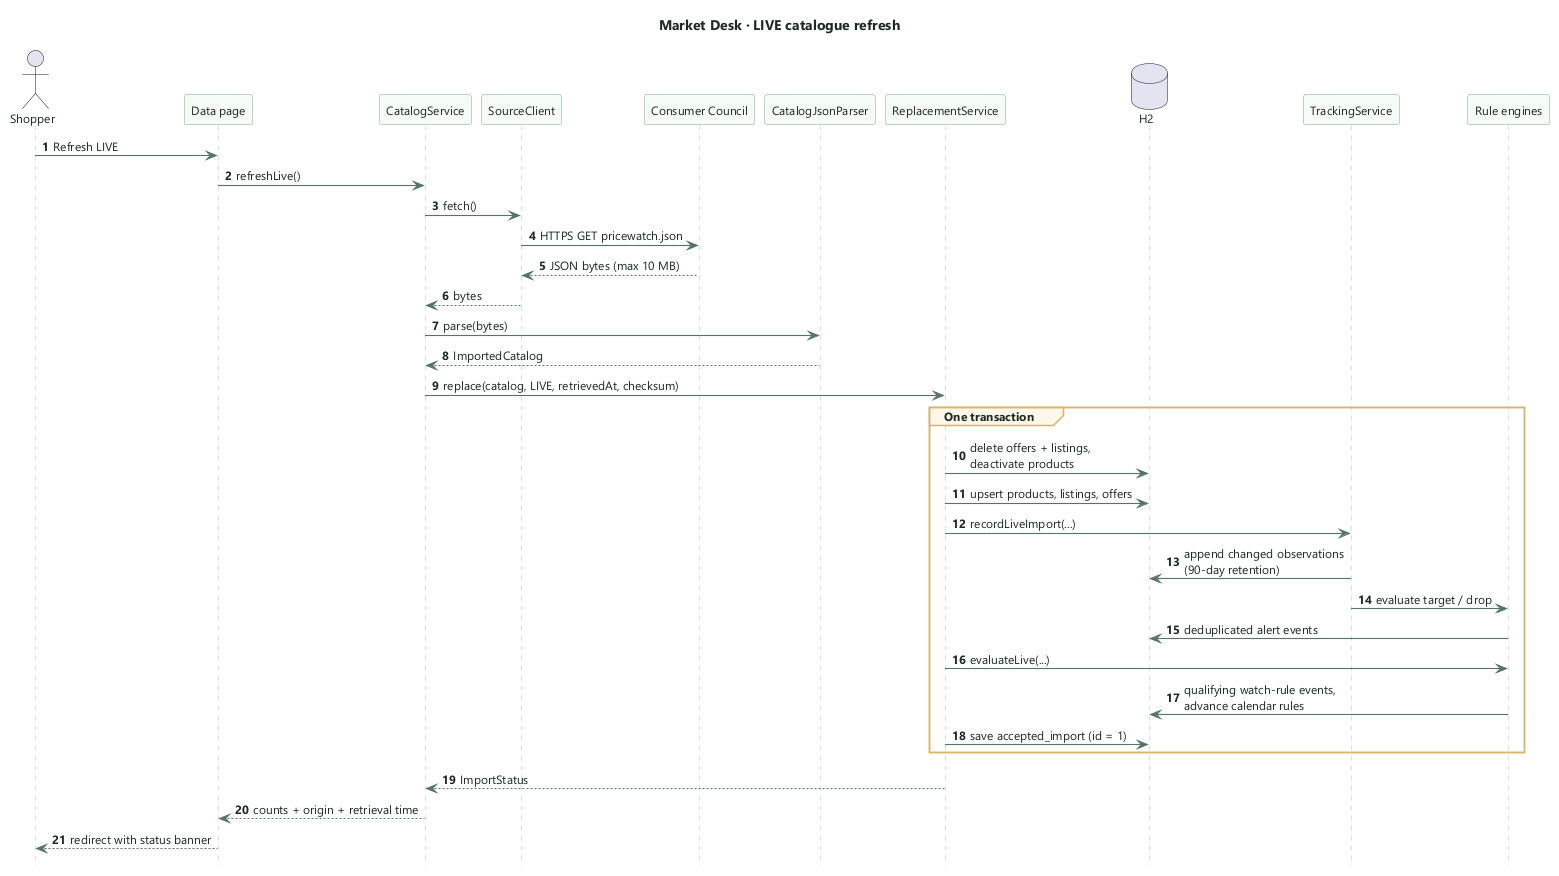 Market Desk · LIVE catalogue refresh
Shopper
Data page
CatalogService
SourceClient
Consumer Council
CatalogJsonParser
ReplacementService
H2
TrackingService
Rule engines
1 Refresh LIVE
2 refreshLive()
3 fetch()
4 HTTPS GET pricewatch.json
5 JSON bytes (max 10 MB)
6 bytes
7 parse(bytes)
8 ImportedCatalog
9 replace(catalog, LIVE, retrievedAt, checksum)
One transaction
10 delete offers + listings,
deactivate products
11 upsert products, listings, offers
12 recordLiveImport(...)
13 append changed observations
(90-day retention)
14 evaluate target / drop
15 deduplicated alert events
16 evaluateLive(...)
17 qualifying watch-rule events,
advance calendar rules
18 save accepted_import (id = 1)
19 ImportStatus
20 counts + origin + retrieval time
21 redirect with status banner